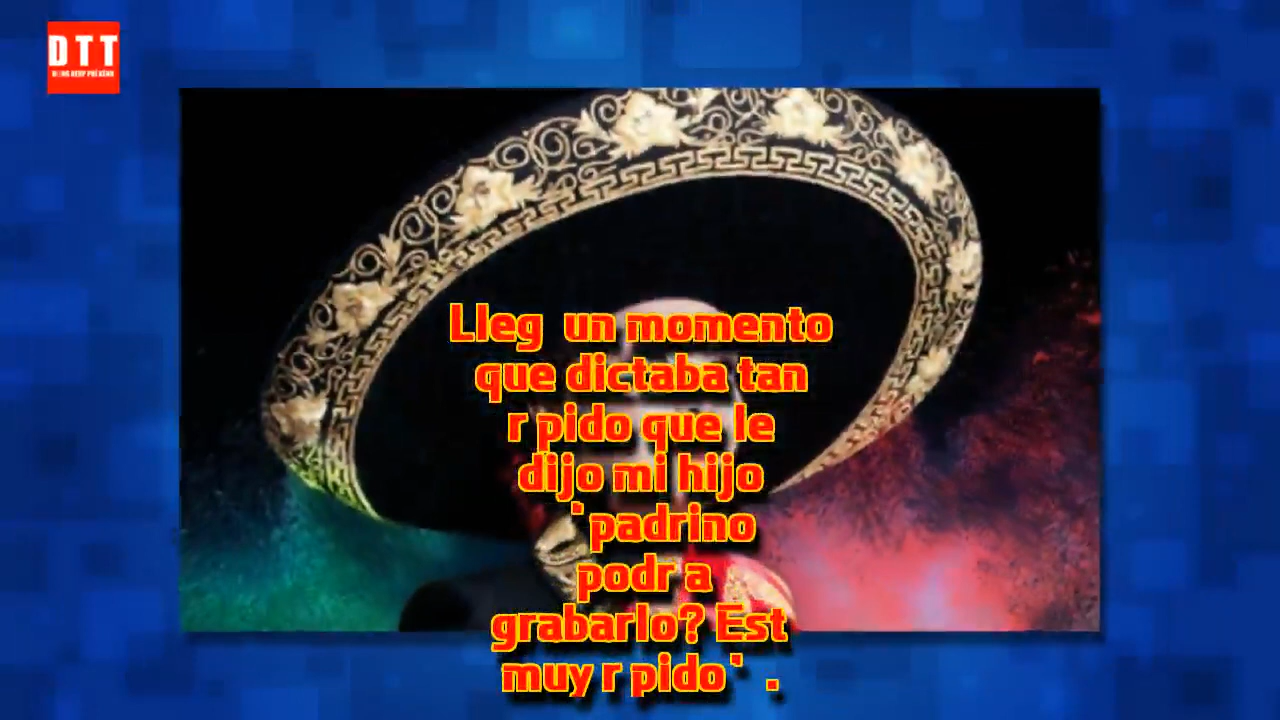 DTT
Lleg un momento
que dictaba tan
r pido que le
dijo mi hijo
'padrino
podr a
grabarlo? Est
muy r pido' .